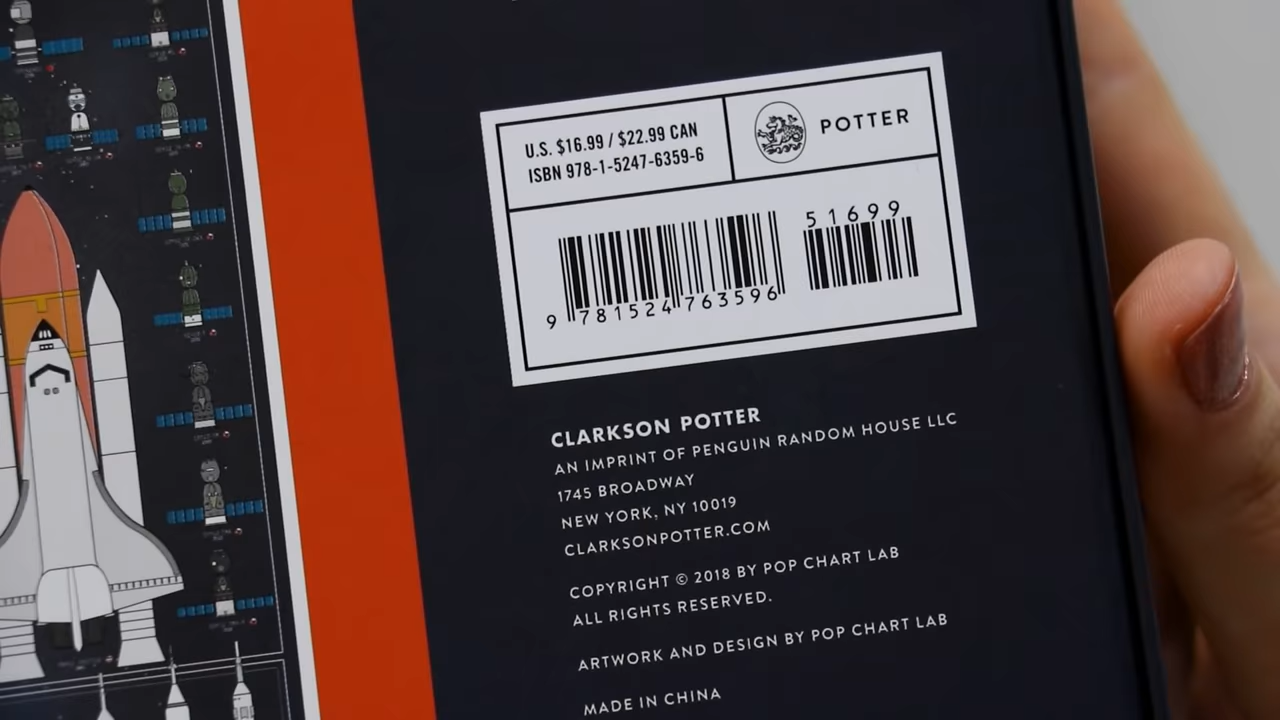 U.S. $16.99 / $22.99 CAN
ISBN 978-1-5247-6359-6
POTTER
51699
9 781524 763596
CLARKSON POTTER
AN IMPRINT OF PENGUIN RANDOM HOUSE LLC
1745 BROADWAY
NEW YORK, NY 10019
CLARKSONPOTTER.COM
COPYRIGHT © 2018 BY POP CHART LAB
ALL RIGHTS RESERVED.
ARTWORK AND DESIGN BY POP CHART LAB
MADE IN CHINA